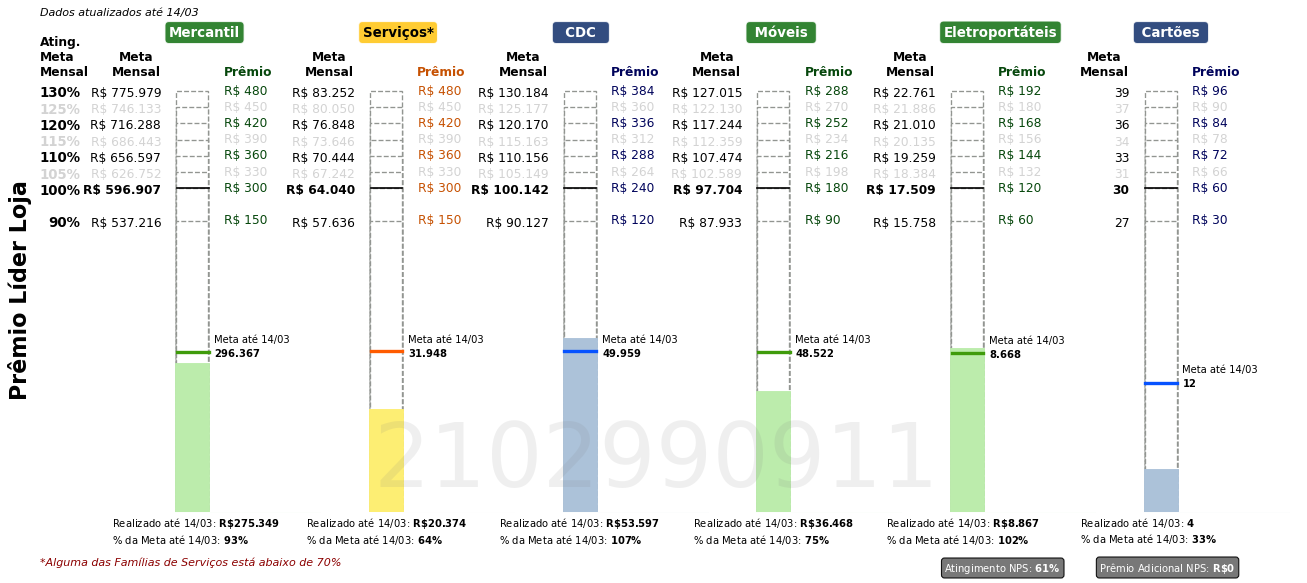 Dados atualizados até 14/03
Mercantil Serviços* CDC Móveis Eletroportáteis Cartões
Ating. Meta Mensal
Meta Mensal Prêmio Meta Mensal Prêmio Meta Mensal Prêmio Meta Mensal Prêmio Meta Mensal Prêmio Meta Mensal Prêmio
130% R$ 775.979 R$ 480 R$ 83.252 R$ 480 R$ 130.184 R$ 384 R$ 127.015 R$ 288 R$ 22.761 R$ 192 39 R$ 96
125% R$ 746.133 R$ 450 R$ 80.050 R$ 450 R$ 125.177 R$ 360 R$ 122.130 R$ 270 R$ 21.886 R$ 180 37 R$ 90
120% R$ 716.288 R$ 420 R$ 76.848 R$ 420 R$ 120.170 R$ 336 R$ 117.244 R$ 252 R$ 21.010 R$ 168 36 R$ 84
115% R$ 686.443 R$ 390 R$ 73.646 R$ 390 R$ 115.163 R$ 312 R$ 112.359 R$ 234 R$ 20.135 R$ 156 34 R$ 78
110% R$ 656.597 R$ 360 R$ 70.444 R$ 360 R$ 110.156 R$ 288 R$ 107.474 R$ 216 R$ 19.259 R$ 144 33 R$ 72
105% R$ 626.752 R$ 330 R$ 67.242 R$ 330 R$ 105.149 R$ 264 R$ 102.589 R$ 198 R$ 18.384 R$ 132 31 R$ 66
100% R$ 596.907 R$ 300 R$ 64.040 R$ 300 R$ 100.142 R$ 240 R$ 97.704 R$ 180 R$ 17.509 R$ 120 30 R$ 60
90% R$ 537.216 R$ 150 R$ 57.636 R$ 150 R$ 90.127 R$ 120 R$ 87.933 R$ 90 R$ 15.758 R$ 60 27 R$ 30
Prêmio Líder Loja
Meta até 14/03 Meta até 14/03 Meta até 14/03 Meta até 14/03 Meta até 14/03
296.367 31.948 49.959 48.522 8.668
Meta até 14/03
12
2102990911
Realizado até 14/03: R$275.349 Realizado até 14/03: R$20.374 Realizado até 14/03: R$53.597 Realizado até 14/03: R$36.468 Realizado até 14/03: R$8.867 Realizado até 14/03: 4
% da Meta até 14/03: 93% % da Meta até 14/03: 64% % da Meta até 14/03: 107% % da Meta até 14/03: 75% % da Meta até 14/03: 102% % da Meta até 14/03: 33%
*Alguma das Famílias de Serviços está abaixo de 70%
Atingimento NPS: 61% Prêmio Adicional NPS: R$0